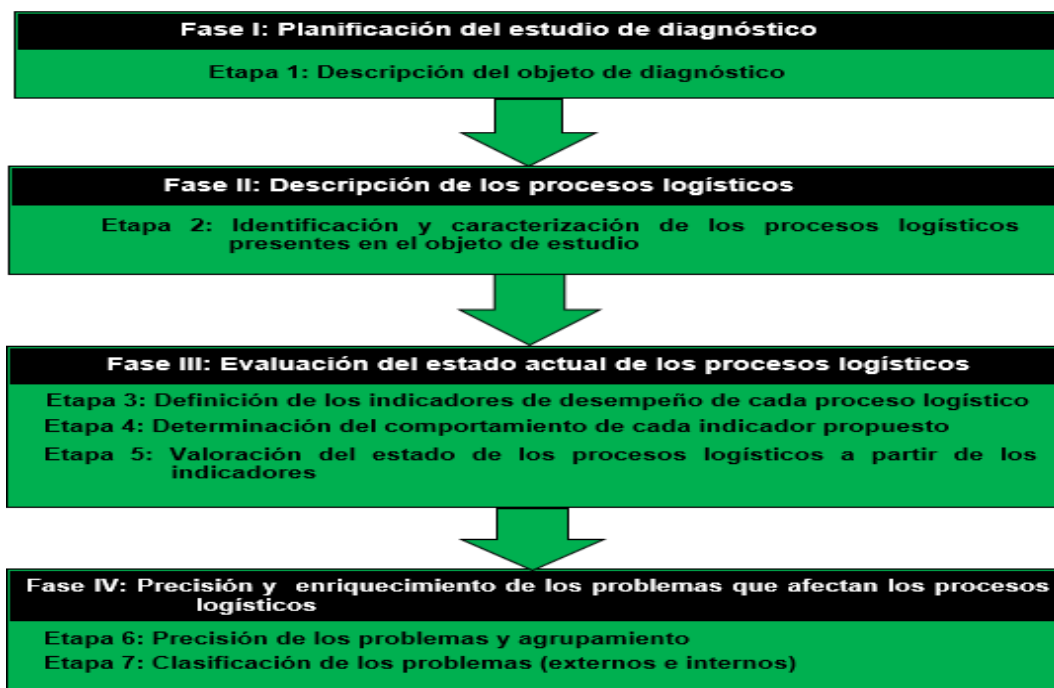 Fase I: Planificación del estudio de diagnóstico
Etapa 1: Descripción del objeto de diagnóstico
Fase II: Descripción de los procesos logísticos
Etapa 2: Identificación y caracterización de los procesos logísticos
presentes en el objeto de estudio
Fase III: Evaluación del estado actual de los procesos logísticos
Etapa 3: Definición de los indicadores de desempeño de cada proceso logístico
Etapa 4: Determinación del comportamiento de cada indicador propuesto
Etapa 5: Valoración del estado de los procesos logísticos a partir de los
indicadores
Fase IV: Precisión y enriquecimiento de los problemas que afectan los procesos
logísticos
Etapa 6: Precisión de los problemas y agrupamiento
Etapa 7: Clasificación de los problemas (externos e internos)